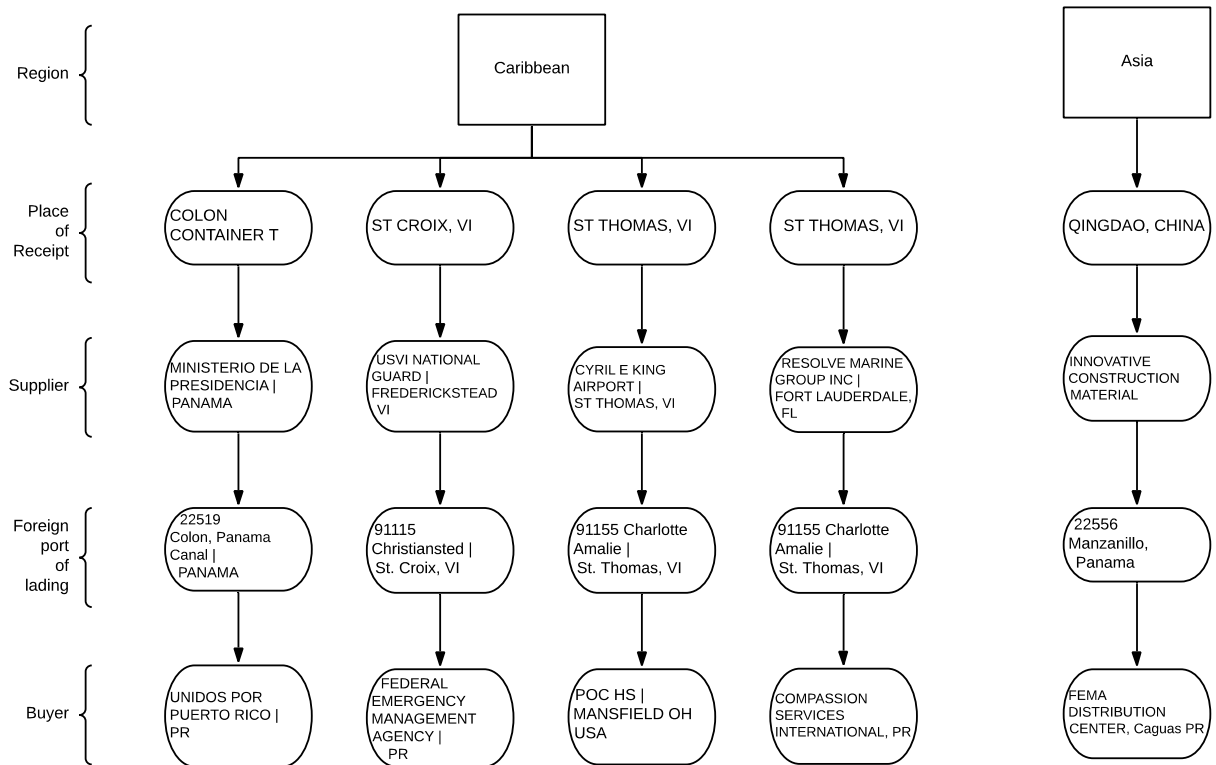 Region
Caribbean
Asia
Place
of
Receipt
COLON
CONTAINER T
ST CROIX, VI
ST THOMAS, VI
ST THOMAS, VI
QINGDAO, CHINA
Supplier
MINISTERIO DE LA
PRESIDENCIA |
PANAMA
USVI NATIONAL
GUARD |
FREDERICKSTEAD
VI
CYRIL E KING
AIRPORT |
ST THOMAS, VI
RESOLVE MARINE
GROUP INC |
FORT LAUDERDALE,
FL
INNOVATIVE
CONSTRUCTION
MATERIAL
Foreign
port
of
lading
22519
Colon, Panama
Canal |
PANAMA
91115
Christiansted |
St. Croix, VI
91155 Charlotte
Amalie |
St. Thomas, VI
91155 Charlotte
Amalie |
St. Thomas, VI
22556
Manzanillo,
Panama
Buyer
UNIDOS POR
PUERTO RICO |
PR
FEDERAL
EMERGENCY
MANAGEMENT
AGENCY |
PR
POC HS |
MANSFIELD OH
USA
COMPASSION
SERVICES
INTERNATIONAL, PR
FEMA
DISTRIBUTION
CENTER, Caguas PR